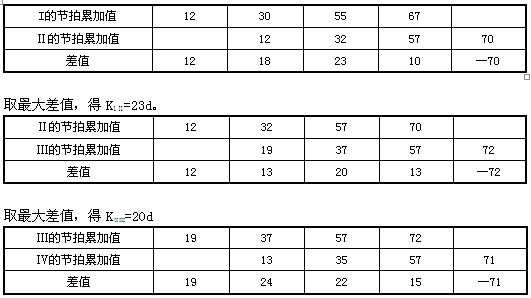 I的节拍累加值 12 30 55 67
II的节拍累加值 12 32 57 70
差值 12 18 23 10 —70
取最大差值，得 KⅠⅡ=23d。
II的节拍累加值 12 32 57 70
III的节拍累加值 19 37 57 72
差值 12 13 20 13 —72
取最大差值，得 K=20d
III的节拍累加值 19 37 57 72
IV的节拍累加值 13 35 57 71
差值 19 24 22 15 —71